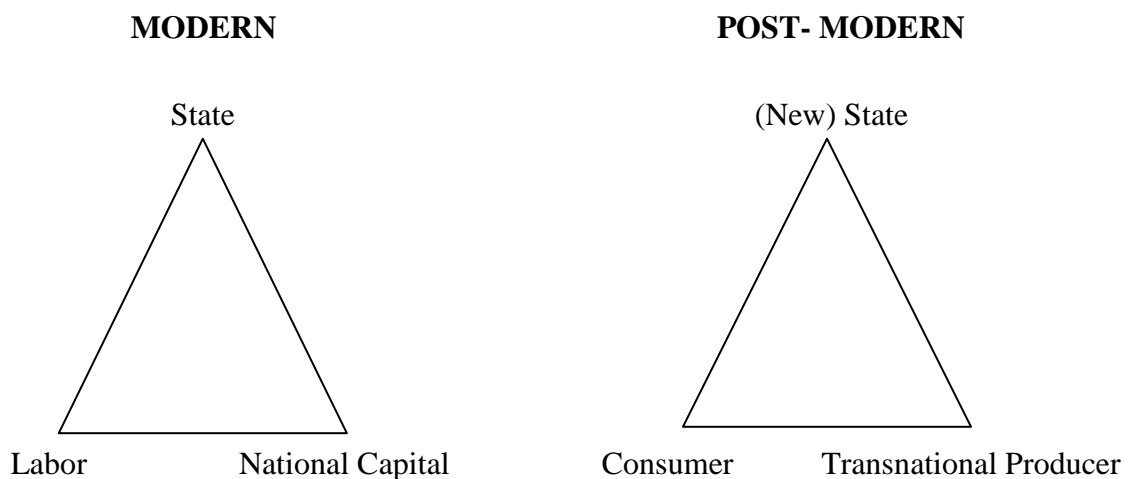 MODERN
POST- MODERN
State
(New) State
Labor
National Capital
Consumer
Transnational Producer